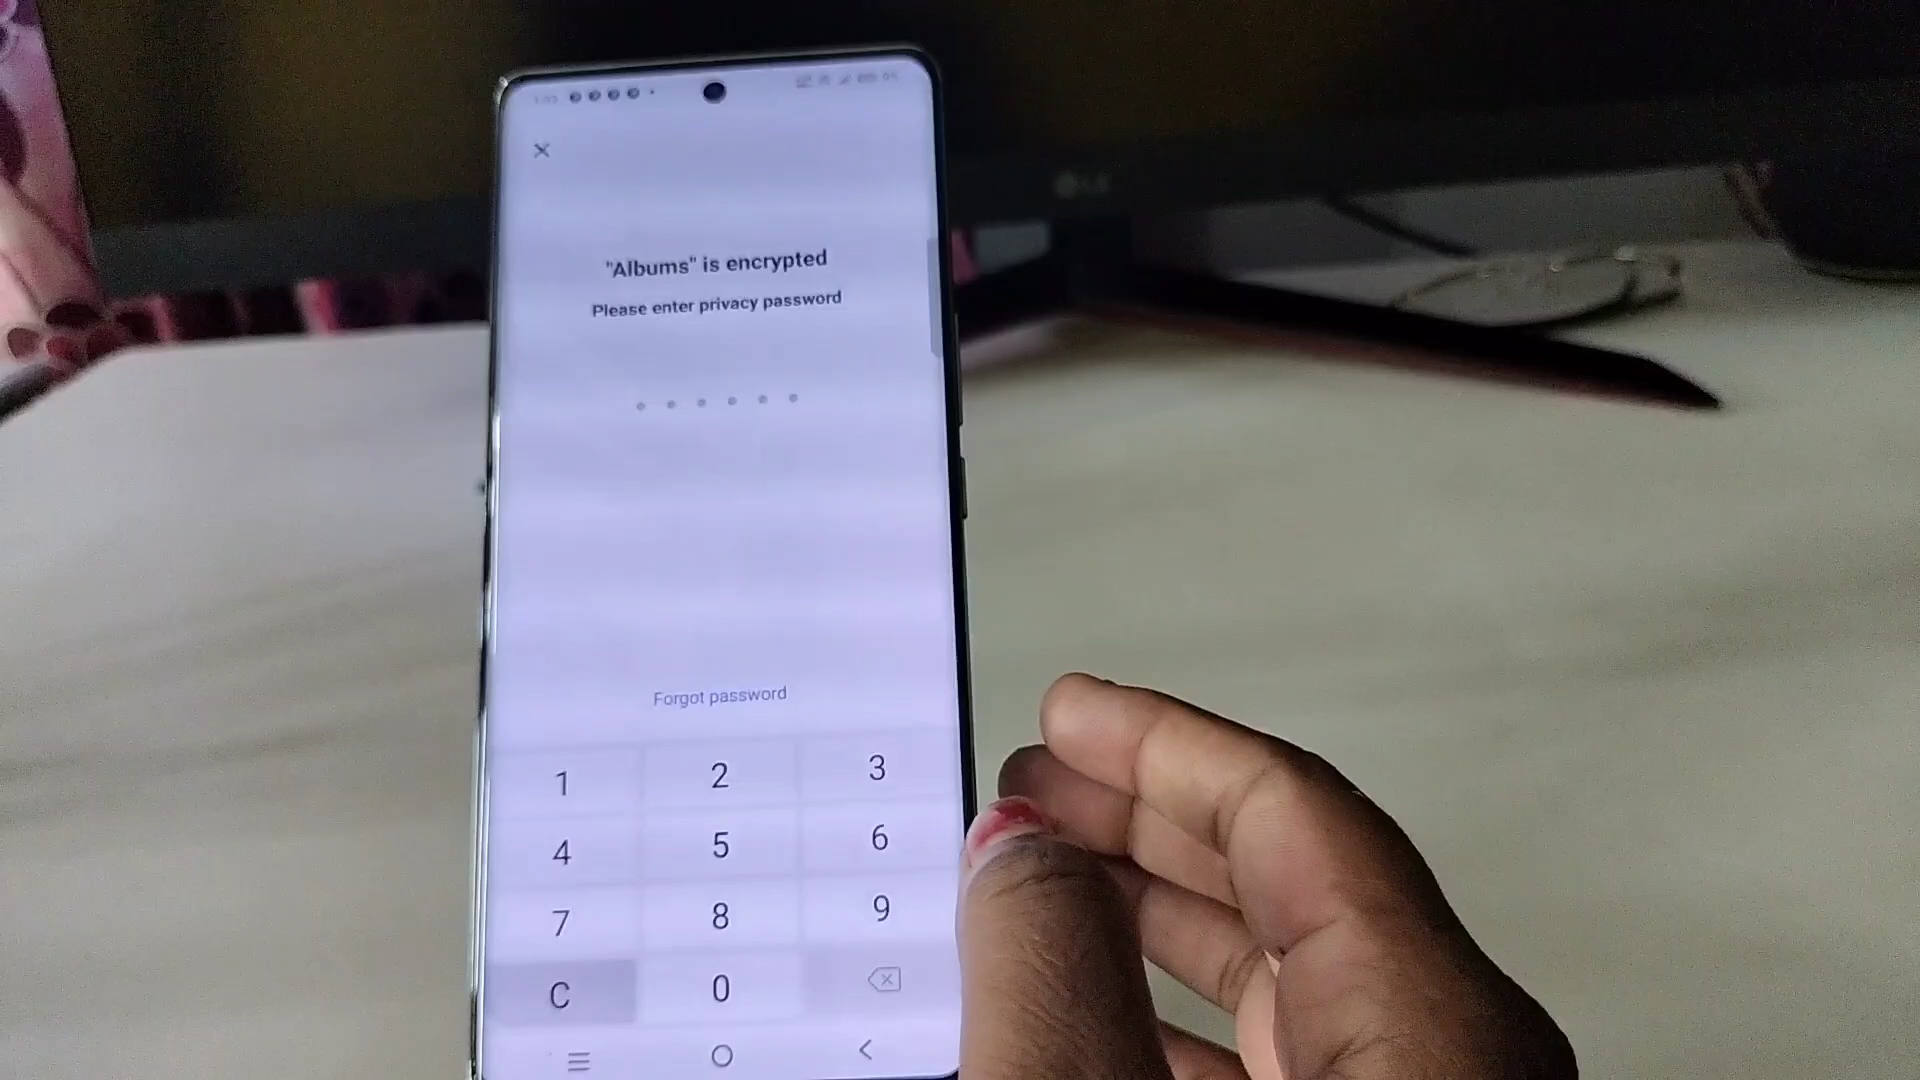 "Albums" is encrypted
Please enter privacy password
Forgot password
1 2 3
4 5 6
7 8 9
C 0
LG